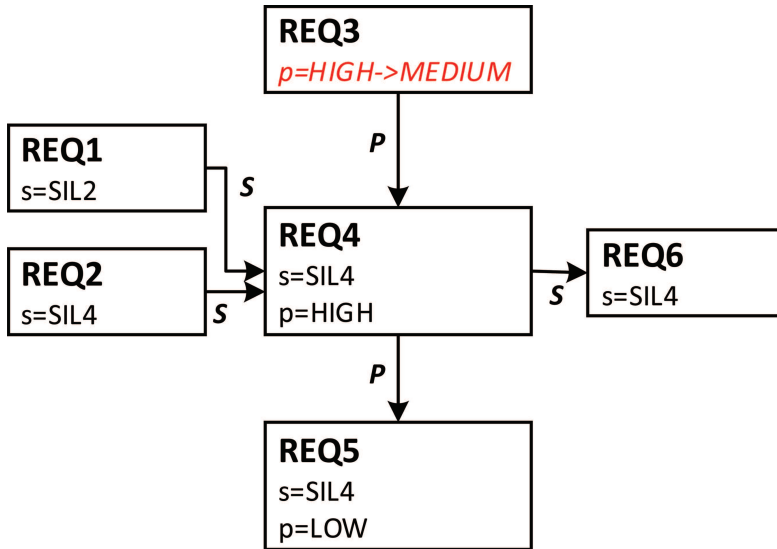 REQ3
p=HIGH->MEDIUM
P
REQ1
s=SIL2
S
REQ4
s=SIL4
p=HIGH
REQ2
s=SIL4
S
REQ6
s=SIL4
S
P
REQ5
s=SIL4
p=LOW